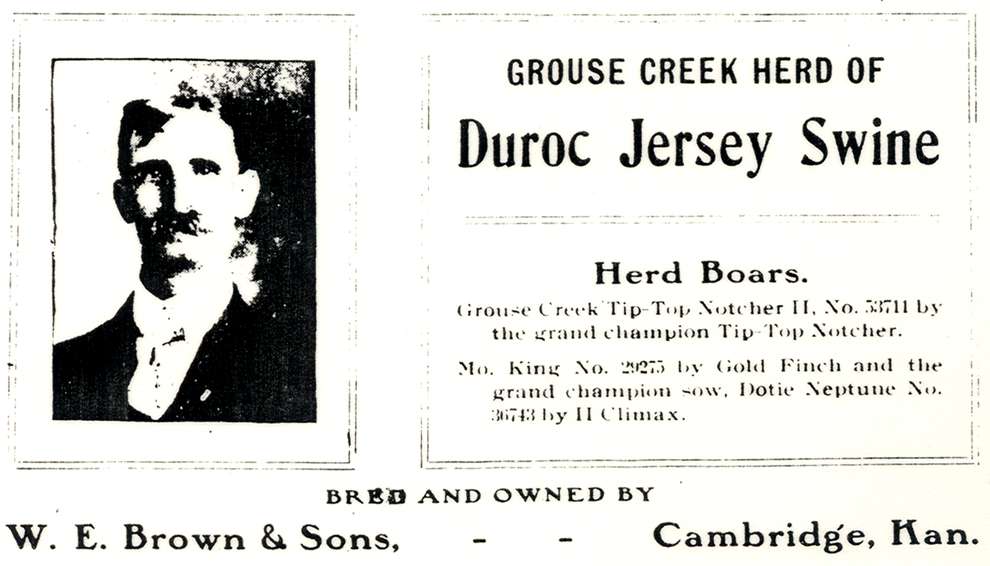 GROUSE CREEK HERD OF
Duroc Jersey Swine
Herd Boars.
Grouse Creek Tip-Top Notcher II, No. 53711 by
the grand champion Tip-Top Notcher.
Mo. King No. 29275 by Gold Finch and the
grand champion sow, Dotie Neptune No.
36743 by II Climax.
BRED AND OWNED BY
W. E. Brown & Sons, - - Cambridge, Kan.